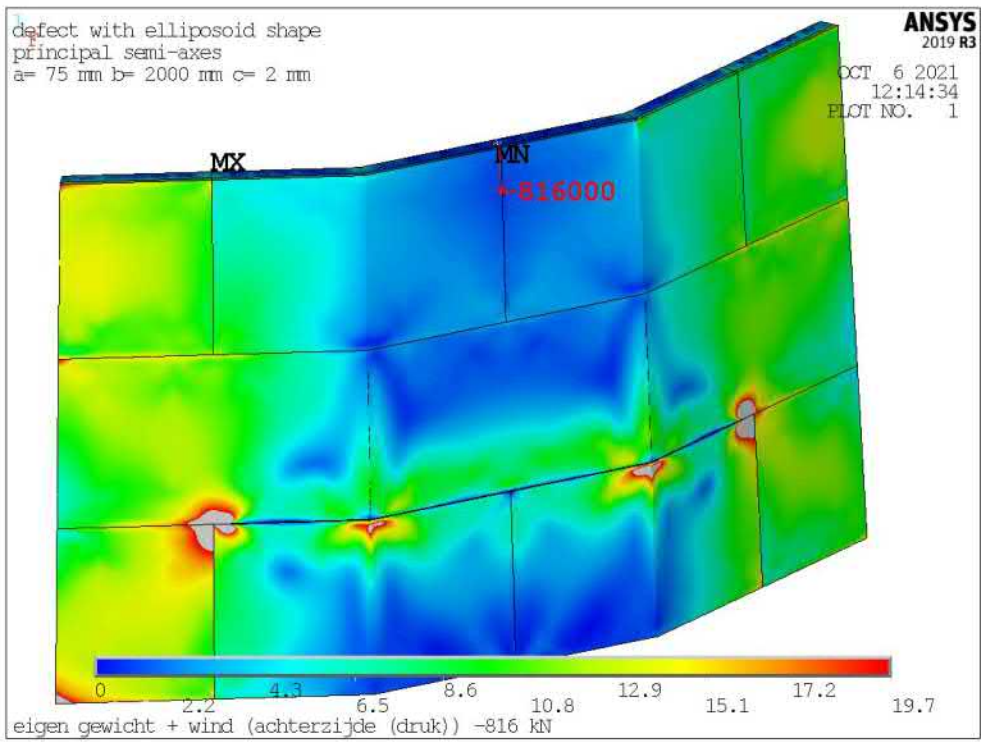 defect with elliposoid shape
principal semi-axes
a= 75 mm b= 2000 mm c= 2 mm
ANSYS
2019 R3
OCT 6 2021
12:14:34
PLOT NO. 1
MX
MN
-816000
0 4.3 8.6 12.9 17.2
2.2 6.5 10.8 15.1 19.7
eigen gewicht + wind (achterzijde (druk)) -816 kN